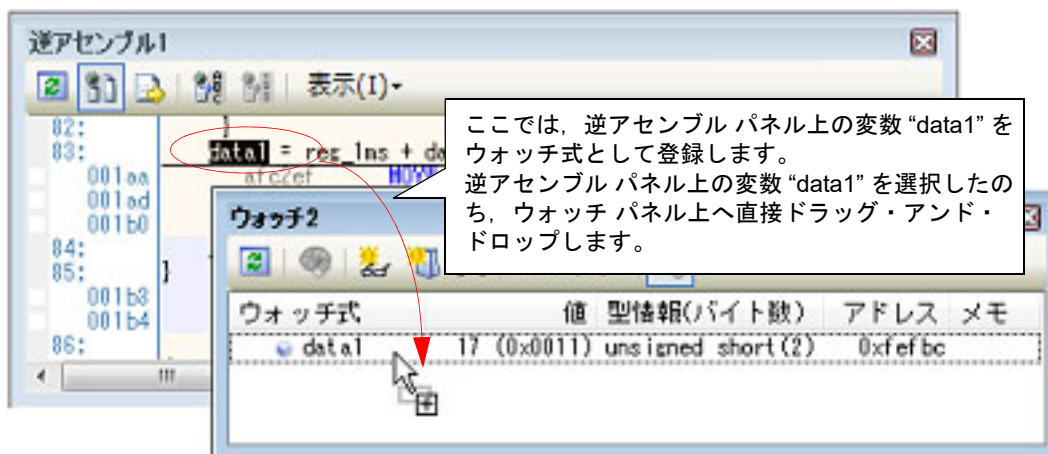 逆アセンブル1
表示(I)
82: }
83: data1 = reg_1ms + da
001aa afc2ef MOVW
001ad
001b0
84:
85: }
001b3
001b4
86:
ここでは，逆アセンブル パネル上の変数 “data1” を
ウォッチ式として登録します。
逆アセンブル パネル上の変数 “data1” を選択したの
ち，ウォッチ パネル上へ直接ドラッグ・アンド・
ドロップします。
ウォッチ2
ウォッチ式 値 型情報(バイト数) アドレス メモ
data1 17 (0x0011) unsigned short(2) 0xfefbc